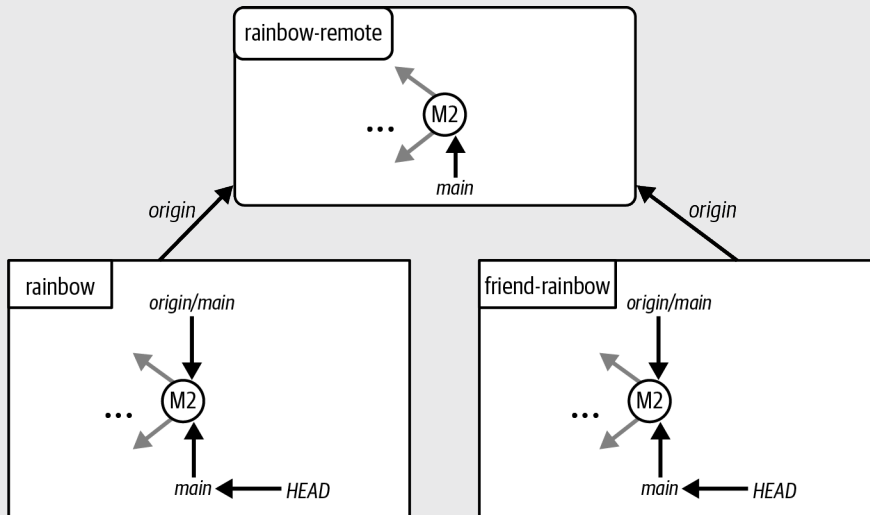 rainbow-remote
...
M2
main
origin
origin
rainbow
origin/main
...
M2
main
HEAD
friend-rainbow
origin/main
...
M2
main
HEAD